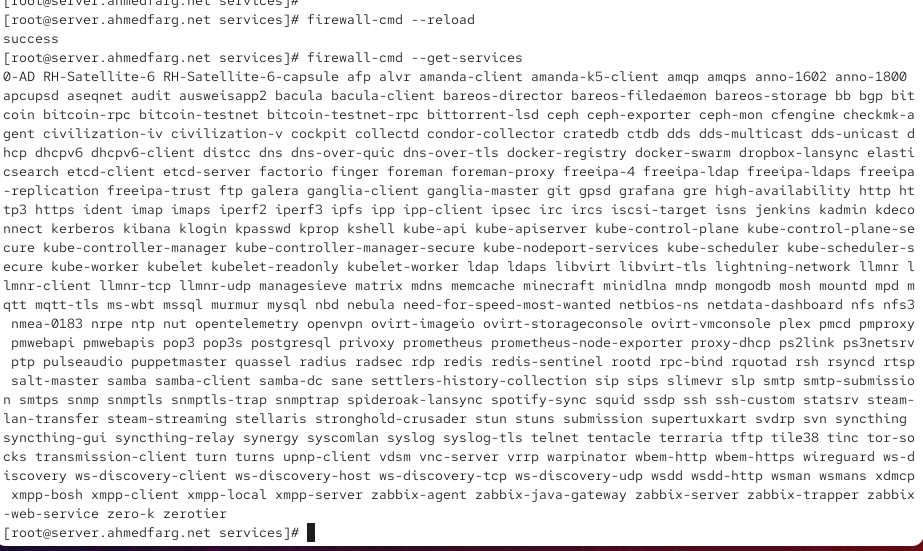 [root@server.ahmedfarg.net services]#
[root@server.ahmedfarg.net services]# firewall-cmd --reload
success
[root@server.ahmedfarg.net services]# firewall-cmd --get-services
0-AD RH-Satellite-6 RH-Satellite-6-capsule afp alvr amanda-client amanda-k5-client amqp amqps anno-1602 anno-1800
apcupsd aseqnet audit ausweisapp2 bacula bacula-client bareos-director bareos-filedaemon bareos-storage bb bgp bit
coin bitcoin-rpc bitcoin-testnet bitcoin-testnet-rpc bittorrent-lsd ceph ceph-exporter ceph-mon cfengine checkmk-a
gent civilization-iv civilization-v cockpit collectd condor-collector cratedb ctdb dds dds-multicast dds-unicast d
hcp dhcpv6 dhcpv6-client distcc dns dns-over-quic dns-over-tls docker-registry docker-swarm dropbox-lansync elasti
csearch etcd-client etcd-server factorio finger foreman foreman-proxy freeipa-4 freeipa-ldap freeipa-ldaps freeipa
-replication freeipa-trust ftp galera ganglia-client ganglia-master git gpsd grafana gre high-availability http ht
tp3 https ident imap imaps iperf2 iperf3 ipfs ipp ipp-client ipsec irc ircs iscsi-target isns jenkins kadmin kdeco
nnect kerberos kibana klogin kpasswd kprop kshell kube-api kube-apiserver kube-control-plane kube-control-plane-se
cure kube-controller-manager kube-controller-manager-secure kube-nodeport-services kube-scheduler kube-scheduler-s
ecure kube-worker kubelet kubelet-readonly kubelet-worker ldap ldaps libvirt libvirt-tls lightning-network llmnr l
lmnr-client llmnr-tcp llmnr-udp managesieve matrix mdns memcache minecraft minidlna mndp mongodb mosh mountd mpd m
qtt mqtt-tls ms-wbt mssql murmur mysql nbd nebula need-for-speed-most-wanted netbios-ns netdata-dashboard nfs nfs3
nmea-0183 nrpe ntp nut opentelemetry openvpn ovirt-imageio ovirt-storageconsole ovirt-vmconsole plex pmcd pmproxy
pmwebapi pmwebapis pop3 pop3s postgresql privoxy prometheus prometheus-node-exporter proxy-dhcp ps2link ps3netsrv
ptp pulseaudio puppetmaster quassel radius radsec rdp redis redis-sentinel rootd rpc-bind rquotad rsh rsyncd rtsp
salt-master samba samba-client samba-dc sane settlers-history-collection sip sips slimevr slp smtp smtp-submissio
n smtps snmp snmptls snmptls-trap snmptrap spideroak-lansync spotify-sync squid ssdp ssh ssh-custom statsrv steam-
lan-transfer steam-streaming stellaris stronghold-crusader stun stuns submission supertuxkart svdrp svn syncthing
syncthing-gui syncthing-relay synergy syscomlan syslog syslog-tls telnet tentacle terraria tftp tile38 tinc tor-so
cks transmission-client turn turns upnp-client vdsm vnc-server vrrp warpinator wbem-http wbem-https wireguard ws-d
iscovery ws-discovery-client ws-discovery-host ws-discovery-tcp ws-discovery-udp wsdd wsdd-http wsman wsmans xdmcp
xmpp-bosh xmpp-client xmpp-local xmpp-server zabbix-agent zabbix-java-gateway zabbix-server zabbix-trapper zabbix
-web-service zero-k zerotier
[root@server.ahmedfarg.net services]#